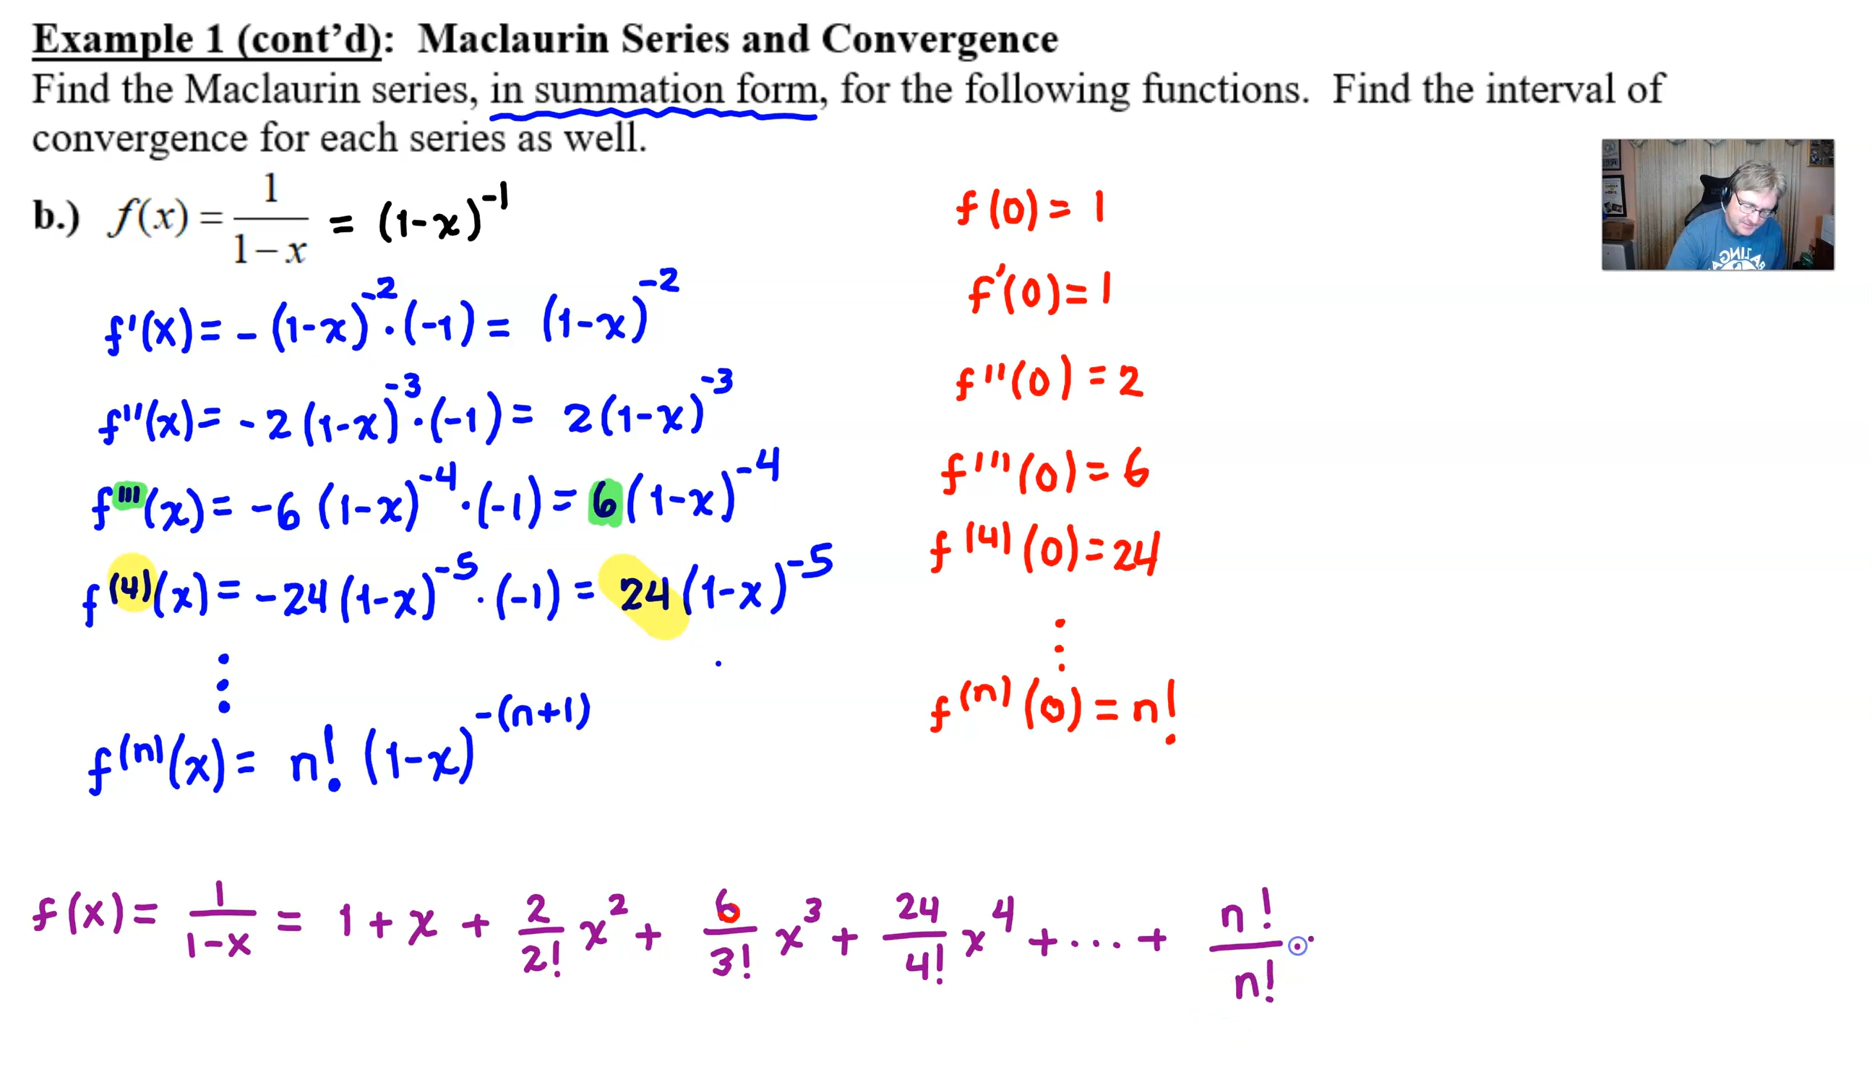 Example 1 (cont'd): Maclaurin Series and Convergence
Find the Maclaurin series, in summation form, for the following functions. Find the interval of
convergence for each series as well.
b.) f(x) = 1/(1−x) = (1-x)^-1
f(0) = 1
f'(x) = -(1-x)^-2 · (-1) = (1-x)^-2
f'(0) = 1
f''(x) = -2(1-x)^-3 · (-1) = 2(1-x)^-3
f''(0) = 2
f'''(x) = -6(1-x)^-4 · (-1) = 6(1-x)^-4
f'''(0) = 6
f^(4)(x) = -24(1-x)^-5 · (-1) = 24(1-x)^-5
f^(4)(0) = 24
⋮
⋮
f^(n)(x) = n! (1-x)^-(n+1)
f^(n)(0) = n!
f(x) = 1/(1-x) = 1 + x + 2/2! x^2 + 6/3! x^3 + 24/4! x^4 + ... + n!/n!